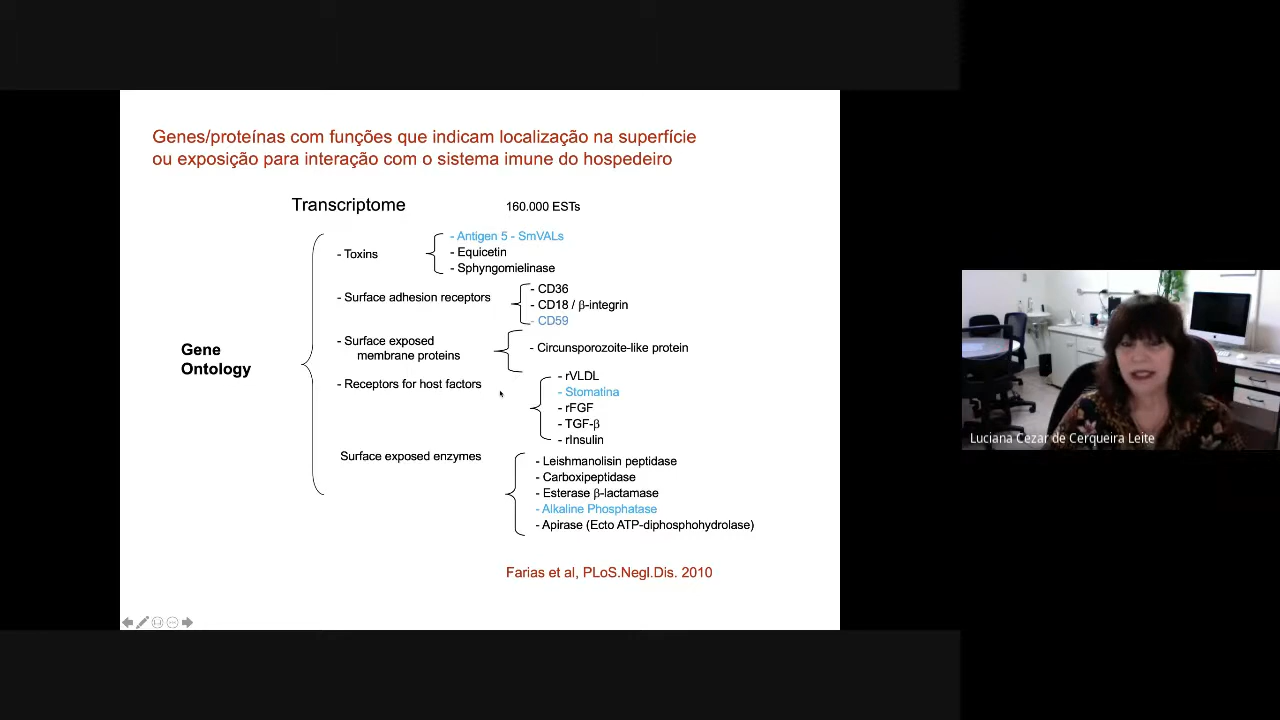 Genes/proteínas com funções que indicam localização na superfície
ou exposição para interação com o sistema imune do hospedeiro
Transcriptome
160.000 ESTs
Gene
Ontology
- Toxins
- Antigen 5 - SmVALs
- Equicetin
- Sphyngomielinase
- Surface adhesion receptors
- CD36
- CD18 / β-integrin
- CD59
- Surface exposed
membrane proteins
- Circunsporozoite-like protein
- Receptors for host factors
- rVLDL
- Stomatina
- rFGF
- TGF-β
- rInsulin
Surface exposed enzymes
- Leishmanolisin peptidase
- Carboxipeptidase
- Esterase β-lactamase
- Alkaline Phosphatase
- Apirase (Ecto ATP-diphosphohydrolase)
Farias et al, PLoS.Negl.Dis. 2010
Luciana Cezar de Cerqueira Leite